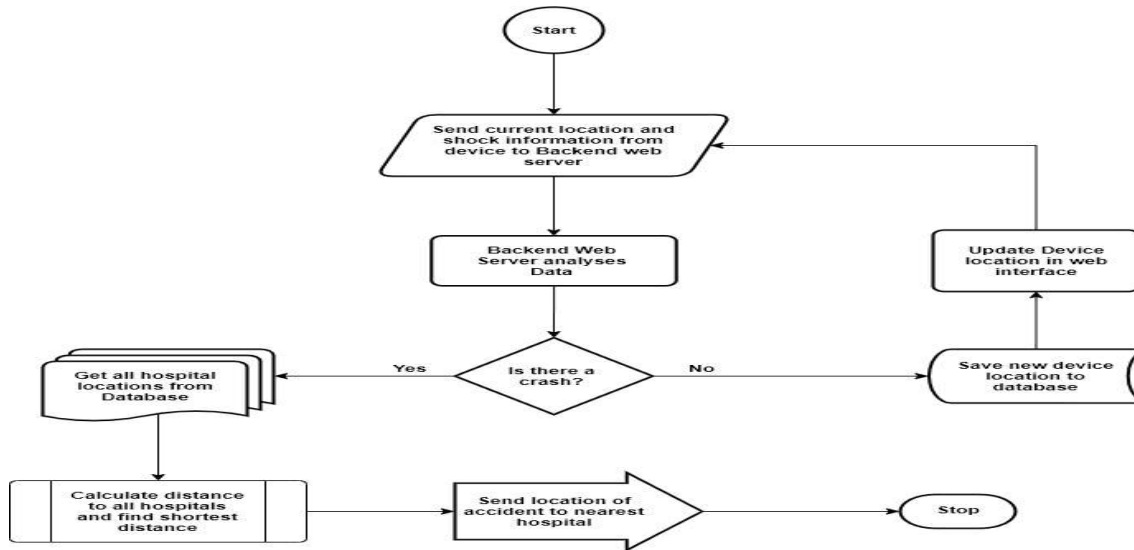 Start
Send current location and
shock information from
device to Backend web
server
Backend Web
Server analyses
Data
Update Device
location in web
interface
Is there a
crash?
Yes
No
Get all hospital
locations from
Database
Save new device
location to
database
Calculate distance
to all hospitals
and find shortest
distance
Send location of
accident to nearest
hospital
Stop